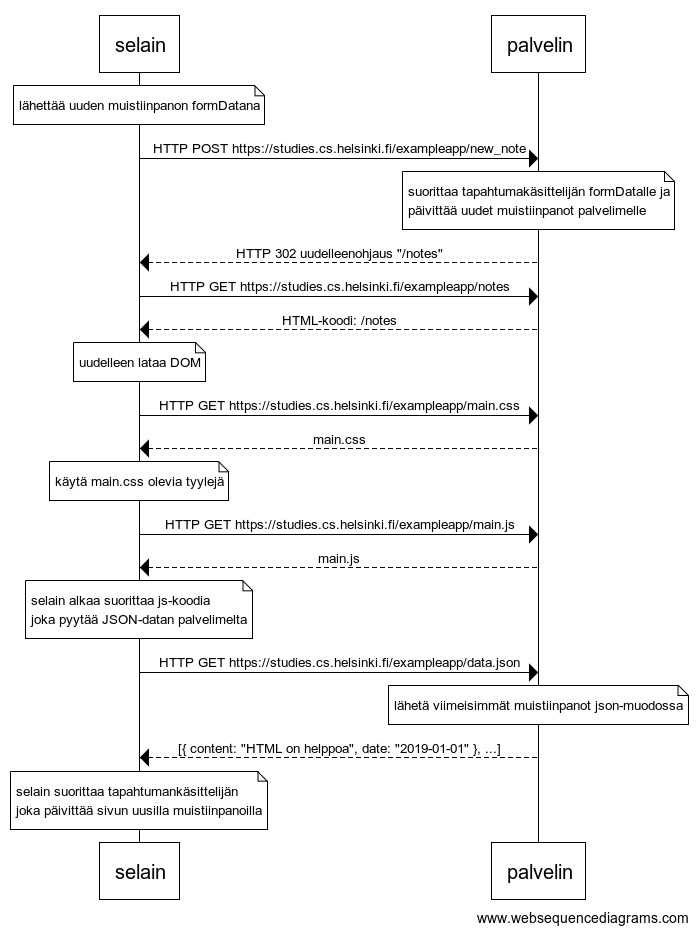 selain
palvelin
lähettää uuden muistiinpanon formDatana
HTTP POST https://studies.cs.helsinki.fi/exampleapp/new_note
suorittaa tapahtumakäsittelijän formDatalle ja
päivittää uudet muistiinpanot palvelimelle
HTTP 302 uudelleenohjaus "/notes"
HTTP GET https://studies.cs.helsinki.fi/exampleapp/notes
HTML-koodi: /notes
uudelleen lataa DOM
HTTP GET https://studies.cs.helsinki.fi/exampleapp/main.css
main.css
käytä main.css olevia tyylejä
HTTP GET https://studies.cs.helsinki.fi/exampleapp/main.js
main.js
selain alkaa suorittaa js-koodia
joka pyytää JSON-datan palvelimelta
HTTP GET https://studies.cs.helsinki.fi/exampleapp/data.json
lähetä viimeisimmät muistiinpanot json-muodossa
[{ content: "HTML on helppoa", date: "2019-01-01" }, ...]
selain suorittaa tapahtumankäsittelijän
joka päivittää sivun uusilla muistiinpanoilla
selain
palvelin
www.websequencediagrams.com